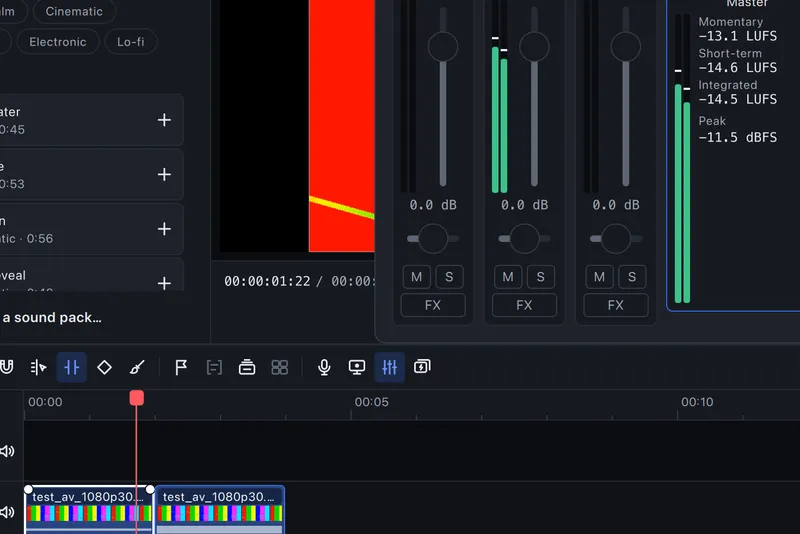 lm Cinematic
Electronic Lo-fi
ater
0:45
e
0:53
n
tic · 0:56
eveal
a sound pack...
00:00:01:22 / 00:00:
0.0 dB 0.0 dB 0.0 dB
M S M S M S
FX FX FX
Master
Momentary
-13.1 LUFS
Short-term
-14.6 LUFS
Integrated
-14.5 LUFS
Peak
-11.5 dBFS
00:00 00:05 00:10
test_av_1080p30.... test_av_1080p30....